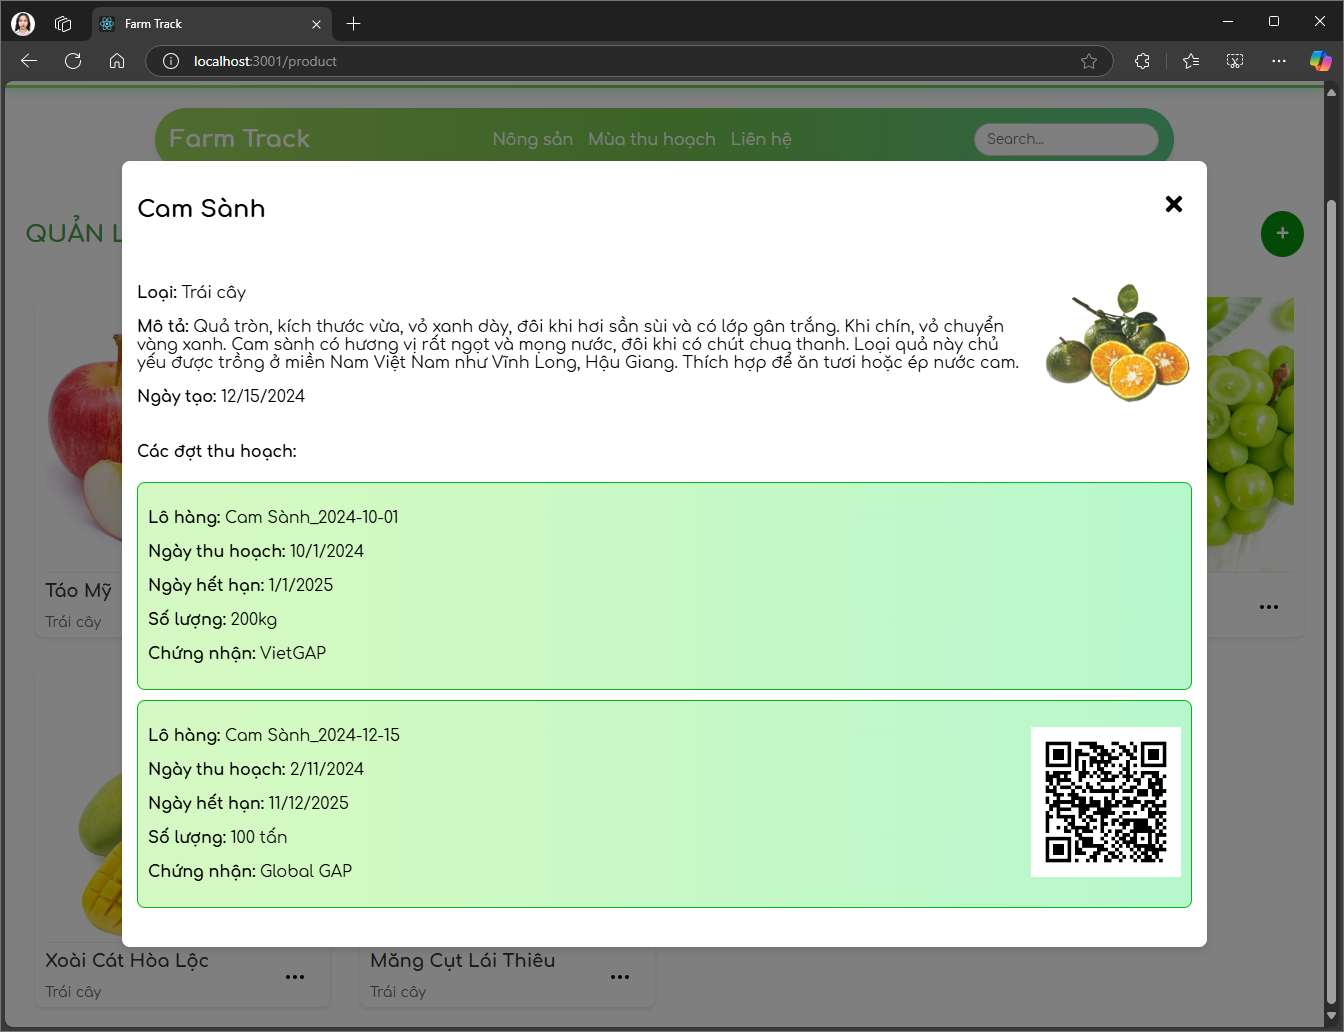 Farm Track
localhost:3001/product
Farm Track
Nông sản
Mùa thu hoạch
Liên hệ
Search...
QUẢN L
+
Cam Sành
Loại: Trái cây
Mô tả: Quả tròn, kích thước vừa, vỏ xanh dày, đôi khi hơi sần sùi và có lớp gân trắng. Khi chín, vỏ chuyển
vàng xanh. Cam sành có hương vị rất ngọt và mọng nước, đôi khi có chút chua thanh. Loại quả này chủ
yếu được trồng ở miền Nam Việt Nam như Vĩnh Long, Hậu Giang. Thích hợp để ăn tươi hoặc ép nước cam.
Ngày tạo: 12/15/2024
Các đợt thu hoạch:
Lô hàng: Cam Sành_2024-10-01
Ngày thu hoạch: 10/1/2024
Ngày hết hạn: 1/1/2025
Số lượng: 200kg
Chứng nhận: VietGAP
Lô hàng: Cam Sành_2024-12-15
Ngày thu hoạch: 2/11/2024
Ngày hết hạn: 11/12/2025
Số lượng: 100 tấn
Chứng nhận: Global GAP
Táo Mỹ
Trái cây
Xoài Cát Hòa Lộc
Trái cây
Măng Cụt Lái Thiêu
Trái cây